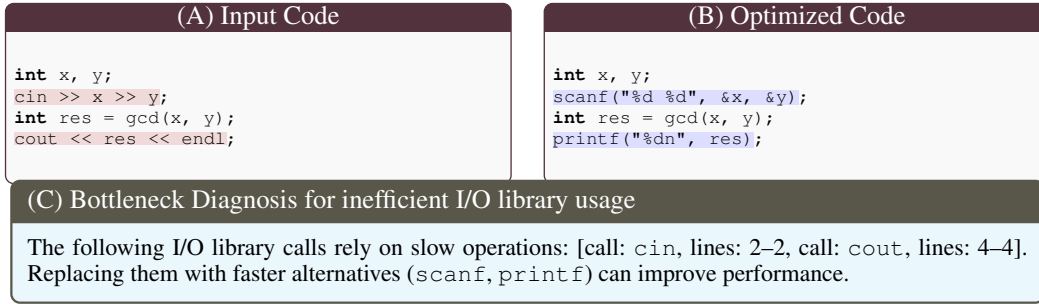 (A) Input Code
int x, y;
cin >> x >> y;
int res = gcd(x, y);
cout << res << endl;
(B) Optimized Code
int x, y;
scanf("%d %d", &x, &y);
int res = gcd(x, y);
printf("%dn", res);
(C) Bottleneck Diagnosis for inefficient I/O library usage
The following I/O library calls rely on slow operations: [call: cin, lines: 2–2, call: cout, lines: 4–4].
Replacing them with faster alternatives (scanf, printf) can improve performance.